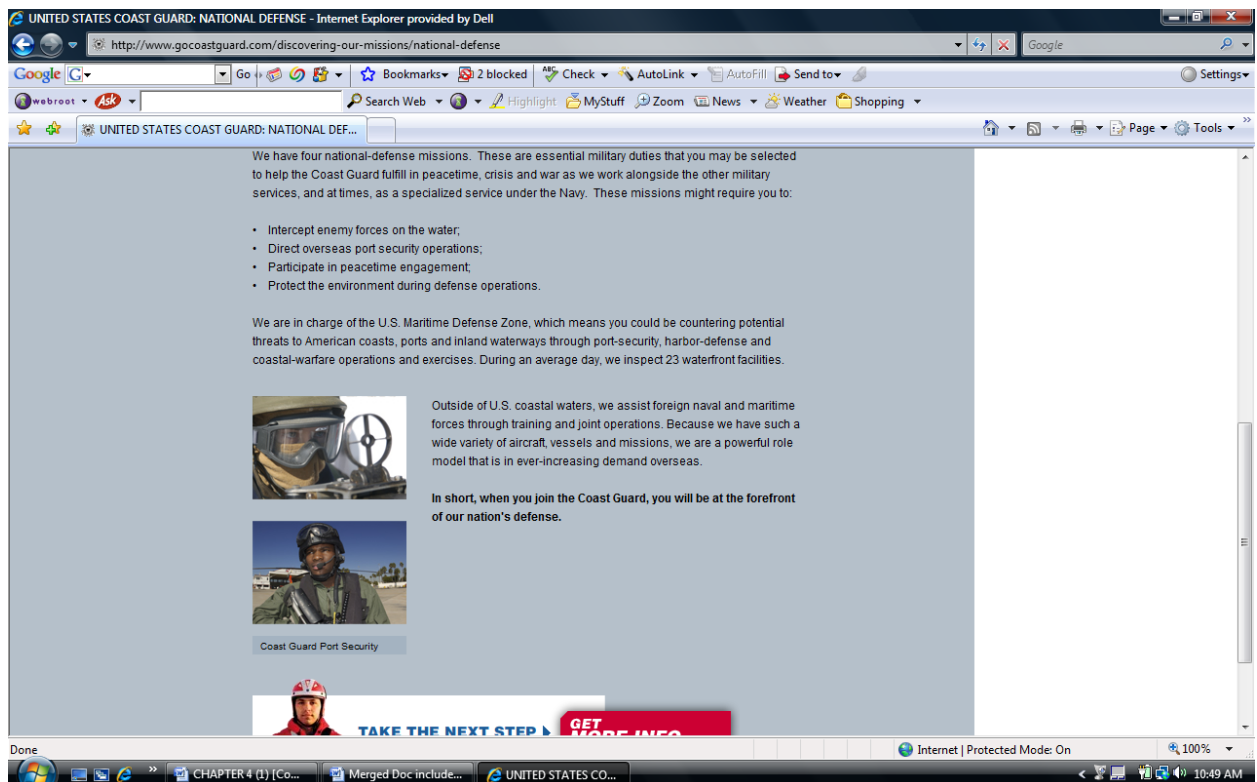 UNITED STATES COAST GUARD: NATIONAL DEFENSE - Internet Explorer provided by Dell
http://www.gocoastguard.com/discovering-our-missions/national-defense
Google
Google G Go Bookmarks 2 blocked ABC Check AutoLink AutoFill Send to Settings
webroot Ask Search Web Highlight MyStuff Zoom News Weather Shopping
UNITED STATES COAST GUARD: NATIONAL DEF... Page Tools »
We have four national-defense missions. These are essential military duties that you may be selected
to help the Coast Guard fulfill in peacetime, crisis and war as we work alongside the other military
services, and at times, as a specialized service under the Navy. These missions might require you to:
• Intercept enemy forces on the water;
• Direct overseas port security operations;
• Participate in peacetime engagement;
• Protect the environment during defense operations.
We are in charge of the U.S. Maritime Defense Zone, which means you could be countering potential
threats to American coasts, ports and inland waterways through port-security, harbor-defense and
coastal-warfare operations and exercises. During an average day, we inspect 23 waterfront facilities.
Outside of U.S. coastal waters, we assist foreign naval and maritime
forces through training and joint operations. Because we have such a
wide variety of aircraft, vessels and missions, we are a powerful role
model that is in ever-increasing demand overseas.
In short, when you join the Coast Guard, you will be at the forefront
of our nation's defense.
Coast Guard Port Security
TAKE THE NEXT STEP
GET
MORE INFO
Done Internet | Protected Mode: On 100%
» CHAPTER 4 (1) [Co... Merged Doc include... UNITED STATES CO... < 10:49 AM